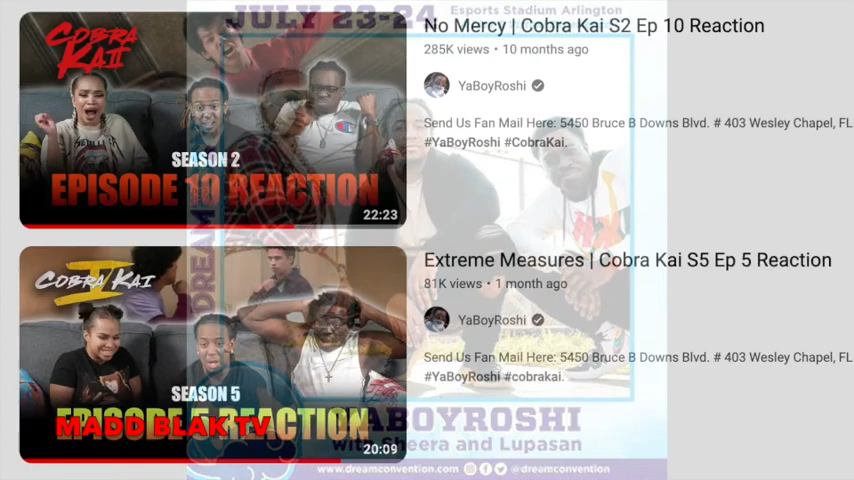 JULY 23-24
Esports Stadium Arlington
COBRA
KAI II
SEASON 2
EPISODE 10 REACTION
22:23
No Mercy | Cobra Kai S2 Ep 10 Reaction
285K views • 10 months ago
YaBoyRoshi
Send Us Fan Mail Here: 5450 Bruce B Downs Blvd. # 403 Wesley Chapel, FL
#YaBoyRoshi #CobraKai.
DREAM
COBRA KAI
V
SEASON 5
EPISODE 5 REACTION
MADD BLAK TV
20:09
Extreme Measures | Cobra Kai S5 Ep 5 Reaction
81K views • 1 month ago
YaBoyRoshi
Send Us Fan Mail Here: 5450 Bruce B Downs Blvd. # 403 Wesley Chapel, FL
#YaBoyRoshi #cobrakai.
YABOYROSHI
with Sheera and Lupasan
www.dreamconvention.com
@dreamconvention